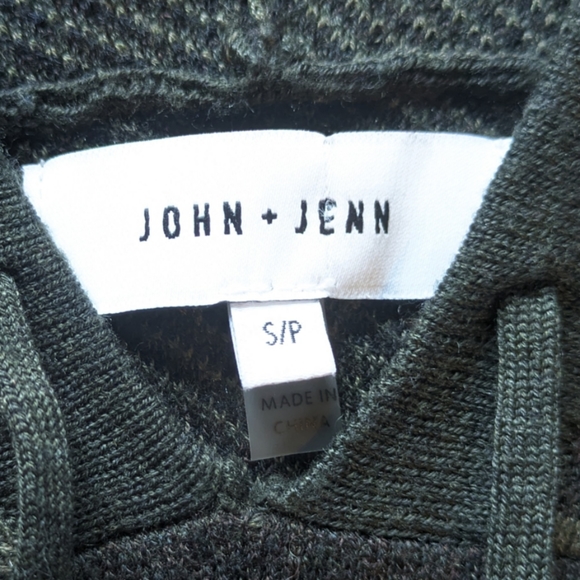 JOHN + JENN
S/P
MADE IN
CHINA